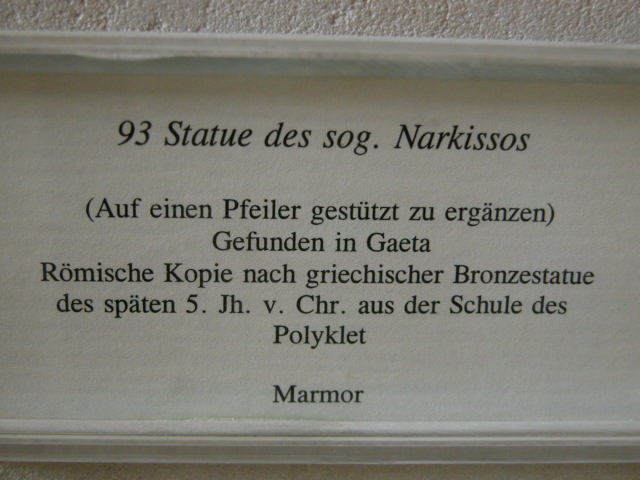 93 Statue des sog. Narkissos
(Auf einen Pfeiler gestützt zu ergänzen)
Gefunden in Gaeta
Römische Kopie nach griechischer Bronzestatue
des späten 5. Jh. v. Chr. aus der Schule des
Polyklet
Marmor